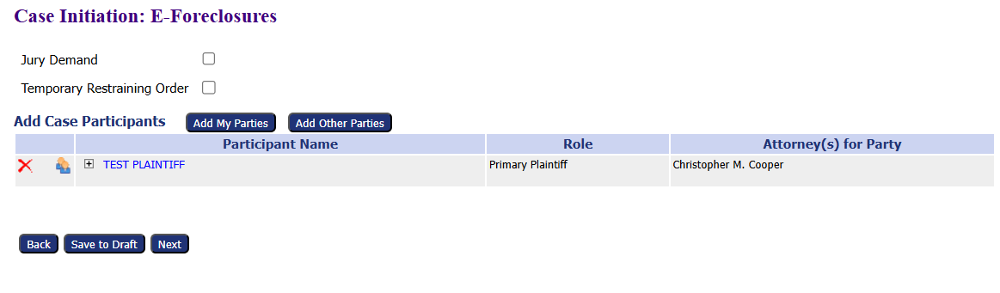 Case Initiation: E-Foreclosures
Jury Demand
Temporary Restraining Order
Add Case Participants Add My Parties Add Other Parties
Participant Name Role Attorney(s) for Party
TEST PLAINTIFF Primary Plaintiff Christopher M. Cooper
Back Save to Draft Next